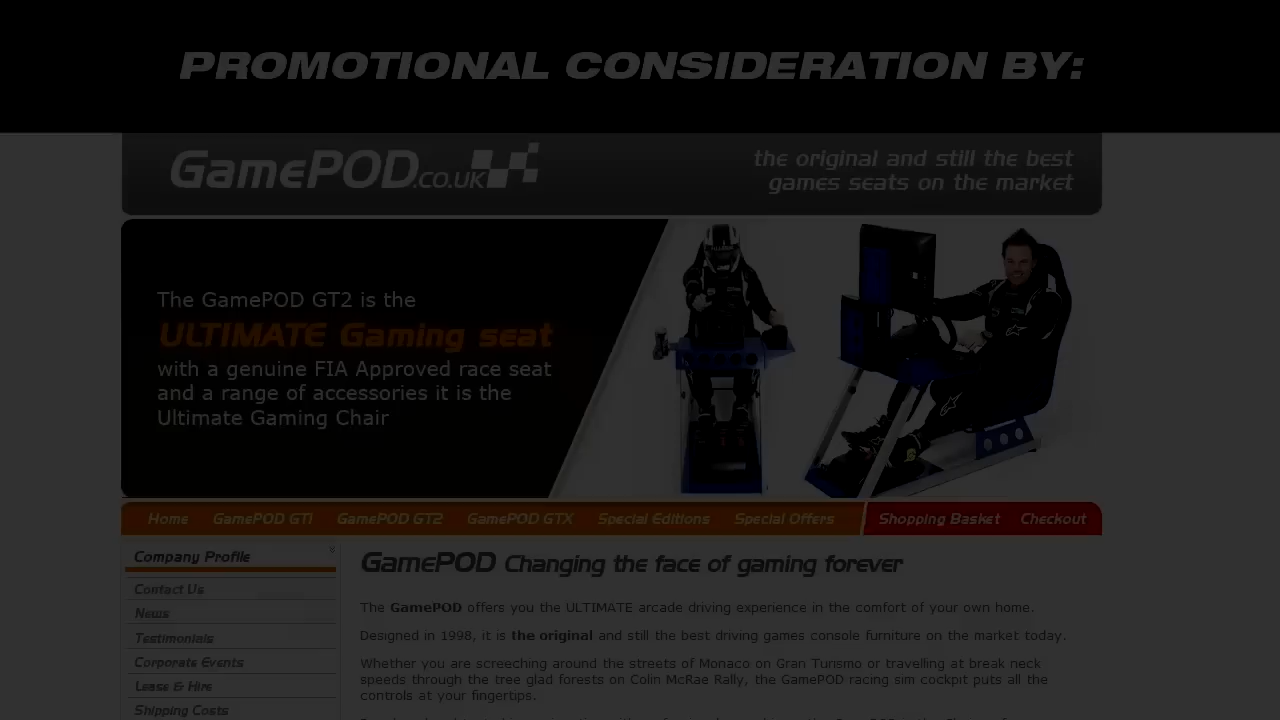 PROMOTIONAL CONSIDERATION BY:
GamePOD.CO.UK
the original and still the best
games seats on the market
The GamePOD GT2 is the
ULTIMATE Gaming seat
with a genuine FIA Approved race seat
and a range of accessories it is the
Ultimate Gaming Chair
Home GamePOD GTi GamePOD GT2 GamePOD GTX Special Editions Special Offers Shopping Basket Checkout
Company Profile
Contact Us
News
Testimonials
Corporate Events
Lease & Hire
Shipping Costs
GamePOD Changing the face of gaming forever
The GamePOD offers you the ULTIMATE arcade driving experience in the comfort of your own home.
Designed in 1998, it is the original and still the best driving games console furniture on the market today.
Whether you are screeching around the streets of Monaco on Gran Turismo or travelling at break neck
speeds through the tree glad forests on Colin McRae Rally, the GamePOD racing sim cockpit puts all the
controls at your fingertips.